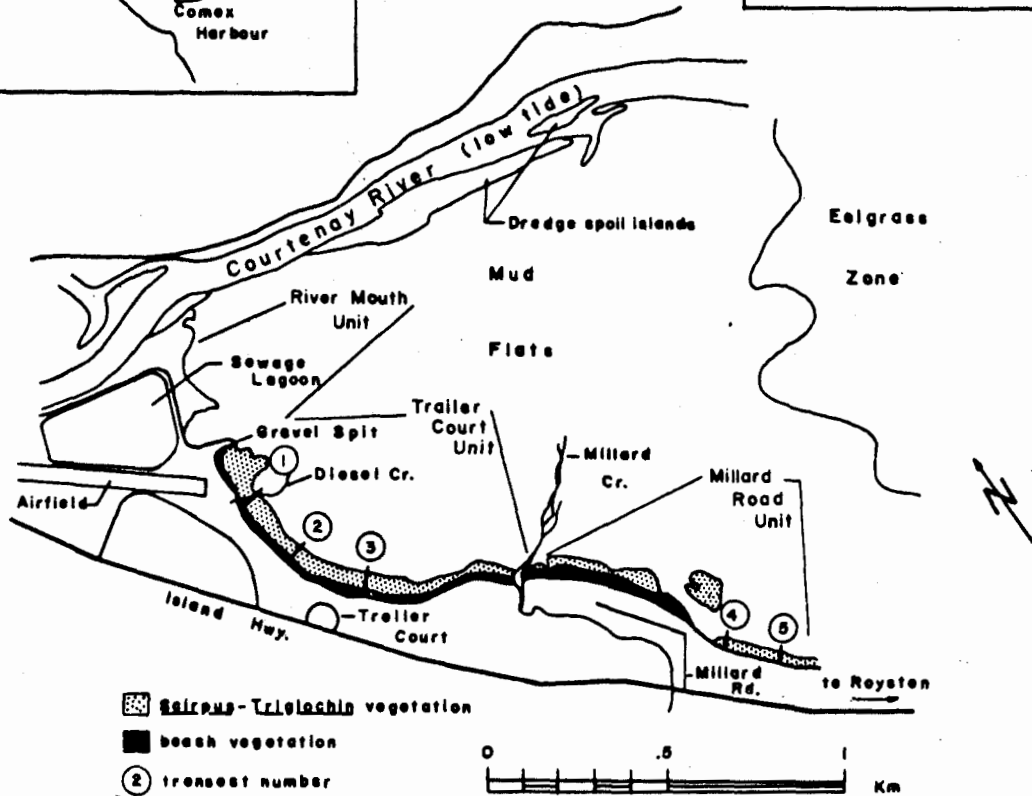 Comox
Harbour
Courtenay River (low tide)
Dredge spoil islands
Eelgrass
Zone
Mud
Flats
River Mouth
Unit
Sewage
Lagoon
Trailer
Court
Unit
Gravel Spit
1
Diesel Cr.
Millard
Cr.
Millard
Road
Unit
Airfield
2
3
N
Island Hwy.
Trailer
Court
4
5
Millard
Rd.
to Royston
Scirpus-Triglochin vegetation
beach vegetation
2 transect number
0 .5 1
Km